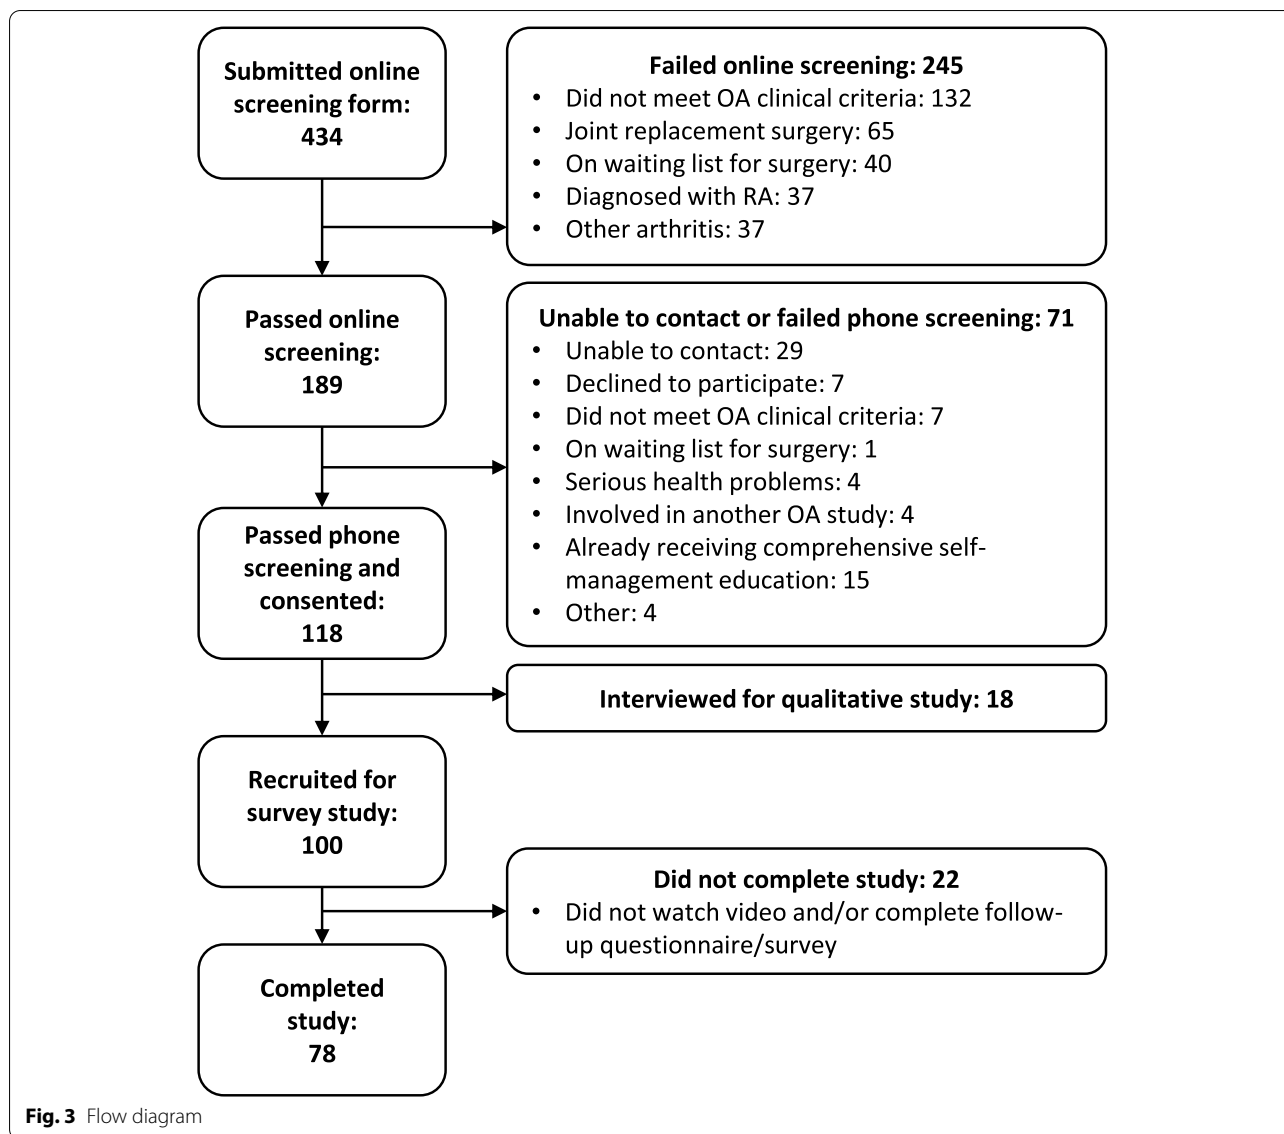 Submitted online
screening form:
434
Failed online screening: 245
• Did not meet OA clinical criteria: 132
• Joint replacement surgery: 65
• On waiting list for surgery: 40
• Diagnosed with RA: 37
• Other arthritis: 37
Passed online
screening:
189
Unable to contact or failed phone screening: 71
• Unable to contact: 29
• Declined to participate: 7
• Did not meet OA clinical criteria: 7
• On waiting list for surgery: 1
• Serious health problems: 4
• Involved in another OA study: 4
• Already receiving comprehensive self-
management education: 15
• Other: 4
Passed phone
screening and
consented:
118
Interviewed for qualitative study: 18
Recruited for
survey study:
100
Did not complete study: 22
• Did not watch video and/or complete follow-
up questionnaire/survey
Completed
study:
78
Fig. 3 Flow diagram